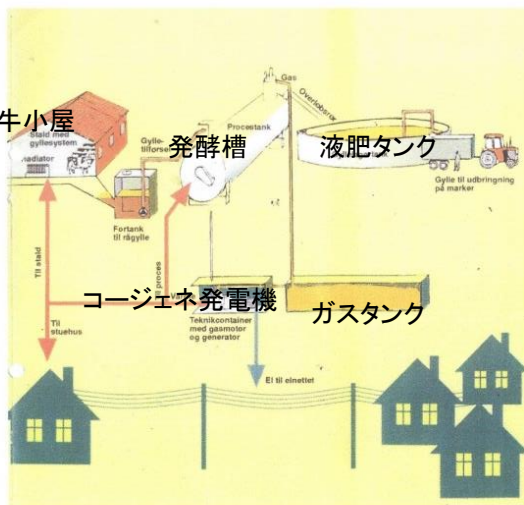 Gas
Overløbsrør
牛小屋
Stald med
gyllesystem
radiator
Gylle-
tilførsel
Procestank
発酵槽
液肥タンク
Gylle til udbringning
på marker
Fortank
til rågylle
Til stald
Til proces
コージェネ発電機
ガスタンク
Teknikcontainer
med gasmotor
og generator
Til
stuehus
El til elnettet